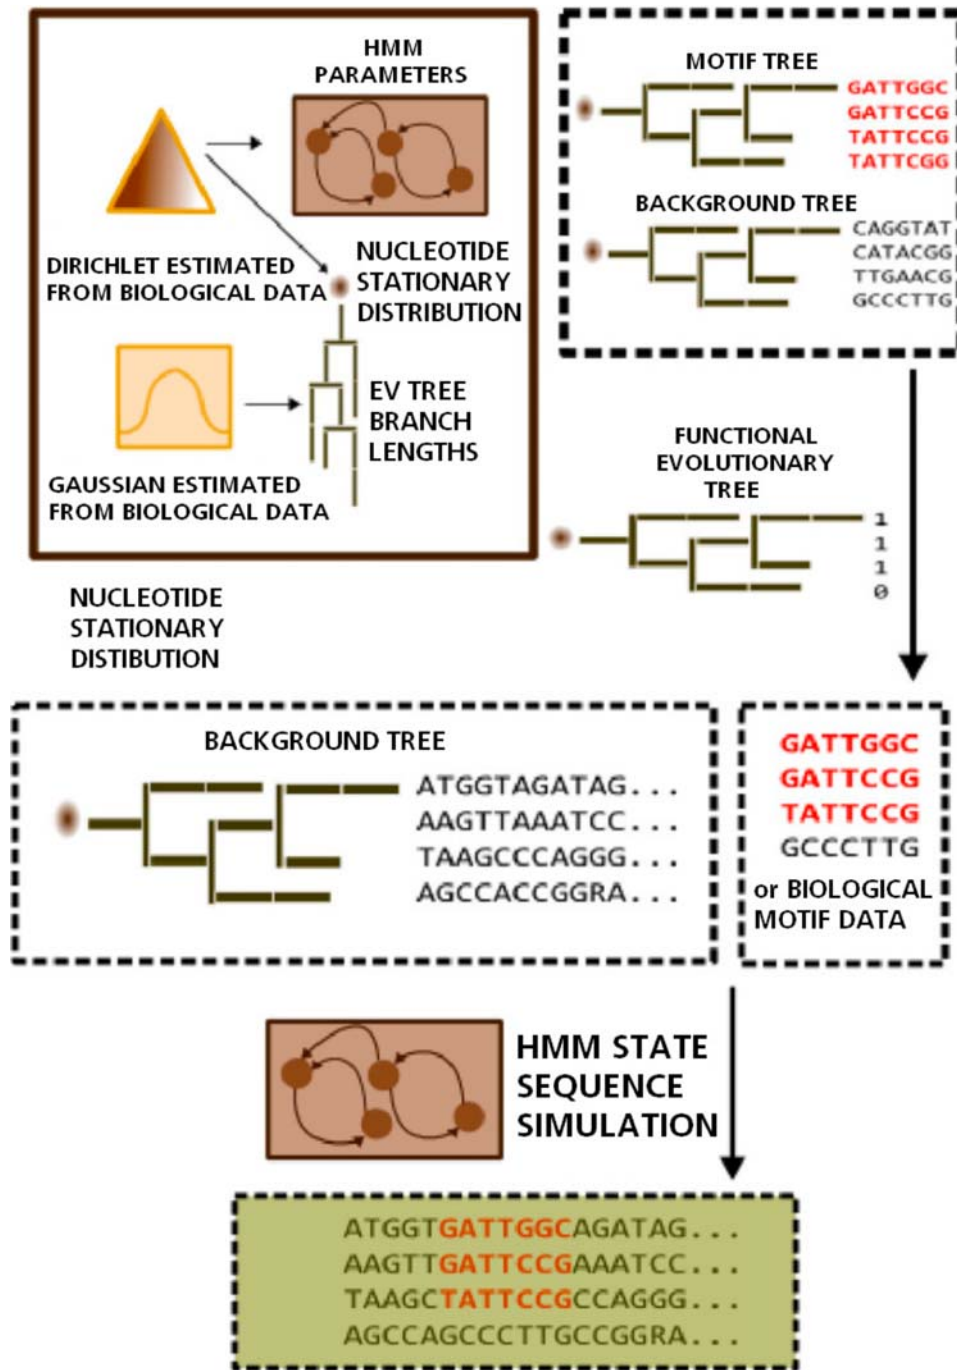 HMM
PARAMETERS
DIRICHLET ESTIMATED
FROM BIOLOGICAL DATA
NUCLEOTIDE
STATIONARY
DISTRIBUTION
EV TREE
BRANCH
LENGTHS
GAUSSIAN ESTIMATED
FROM BIOLOGICAL DATA
MOTIF TREE
GATTGGC
GATTCCG
TATTCCG
TATTCGG
BACKGROUND TREE
CAGGTAT
CATACGG
TTGAACG
GCCCTTG
FUNCTIONAL
EVOLUTIONARY
TREE
1
1
1
0
NUCLEOTIDE
STATIONARY
DISTIBUTION
BACKGROUND TREE
ATGGTAGATAG...
AAGTTAAATCC...
TAAGCCCAGGG...
AGCCACCGGRA...
GATTGGC
GATTCCG
TATTCCG
GCCCTTG
or BIOLOGICAL
MOTIF DATA
HMM STATE
SEQUENCE
SIMULATION
ATGGTGATTGGCAGATAG...
AAGTTGATTCCGAAATCC...
TAAGCTATTCCGCCAGGG...
AGCCAGCCCTTGCCGGRA...